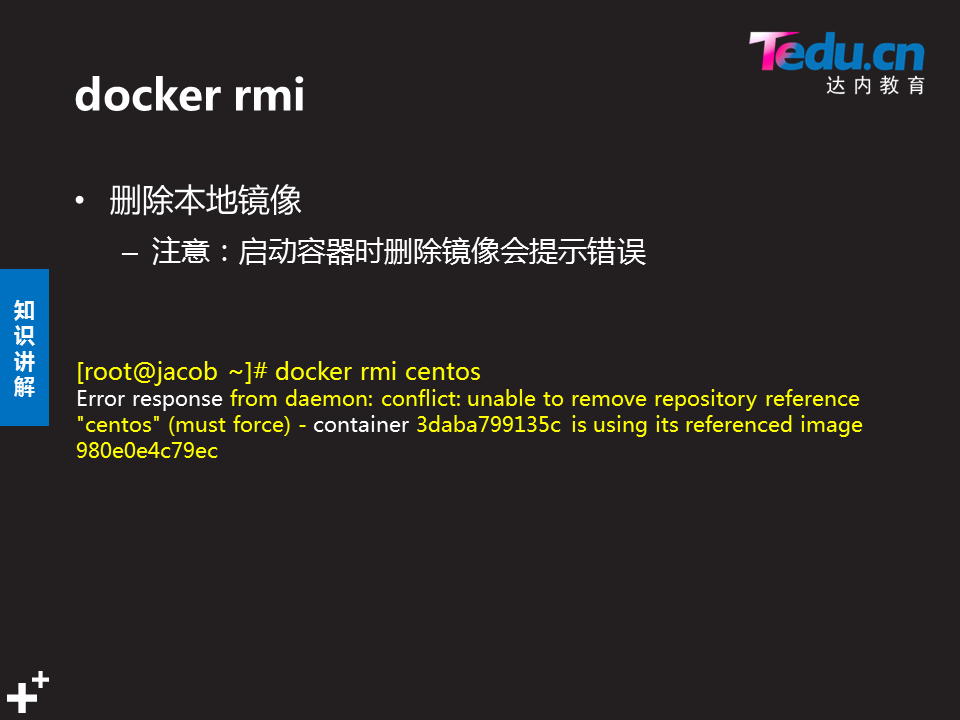 Tedu.cn
达内教育
docker rmi
• 删除本地镜像
– 注意：启动容器时删除镜像会提示错误
知识讲解
[root@jacob ~]# docker rmi centos
Error response from daemon: conflict: unable to remove repository reference
"centos" (must force) - container 3daba799135c is using its referenced image
980e0e4c79ec